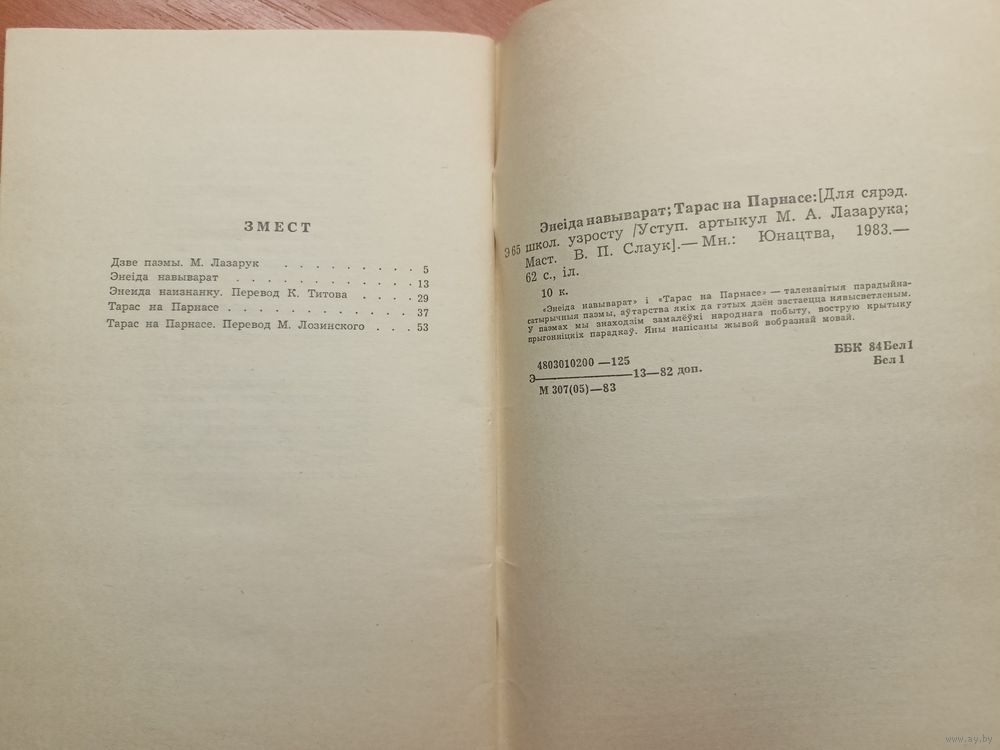 ЗМЕСТ
Дзве паэмы. М. Лазарук . . . . . . . . . 5
Энеіда навыварат . . . . . . . . . . . . 13
Энеида наизнанку. Перевод К. Титова . . . . 29
Тарас на Парнасе . . . . . . . . . . . . 37
Тарас на Парнасе. Перевод М. Лозинского . . . 53
Энеіда навыварат; Тарас на Парнасе: [Для сярэд.
Э 65 школ. узросту /Уступ. артыкул М. А. Лазарука;
Маст. В. П. Слаук]. — Мн.: Юнацтва, 1983.—
62 с., іл.
10 к.
«Энеіда навыварат» і «Тарас на Парнасе» — таленавітыя парадыйна-
сатырычныя паэмы, аўтарства якіх да гэтых дзён застаецца нявысветленым.
У паэмах мы знаходзім замалёўкі народнага побыту, вострую крытыку
прыгонніцкіх парадкаў. Яны напісаны жывой вобразнай мовай.
4803010200 —125
Э————————13—82 доп.
М 307(05)—83
ББК 84Бел1
Бел 1
www.ay.by